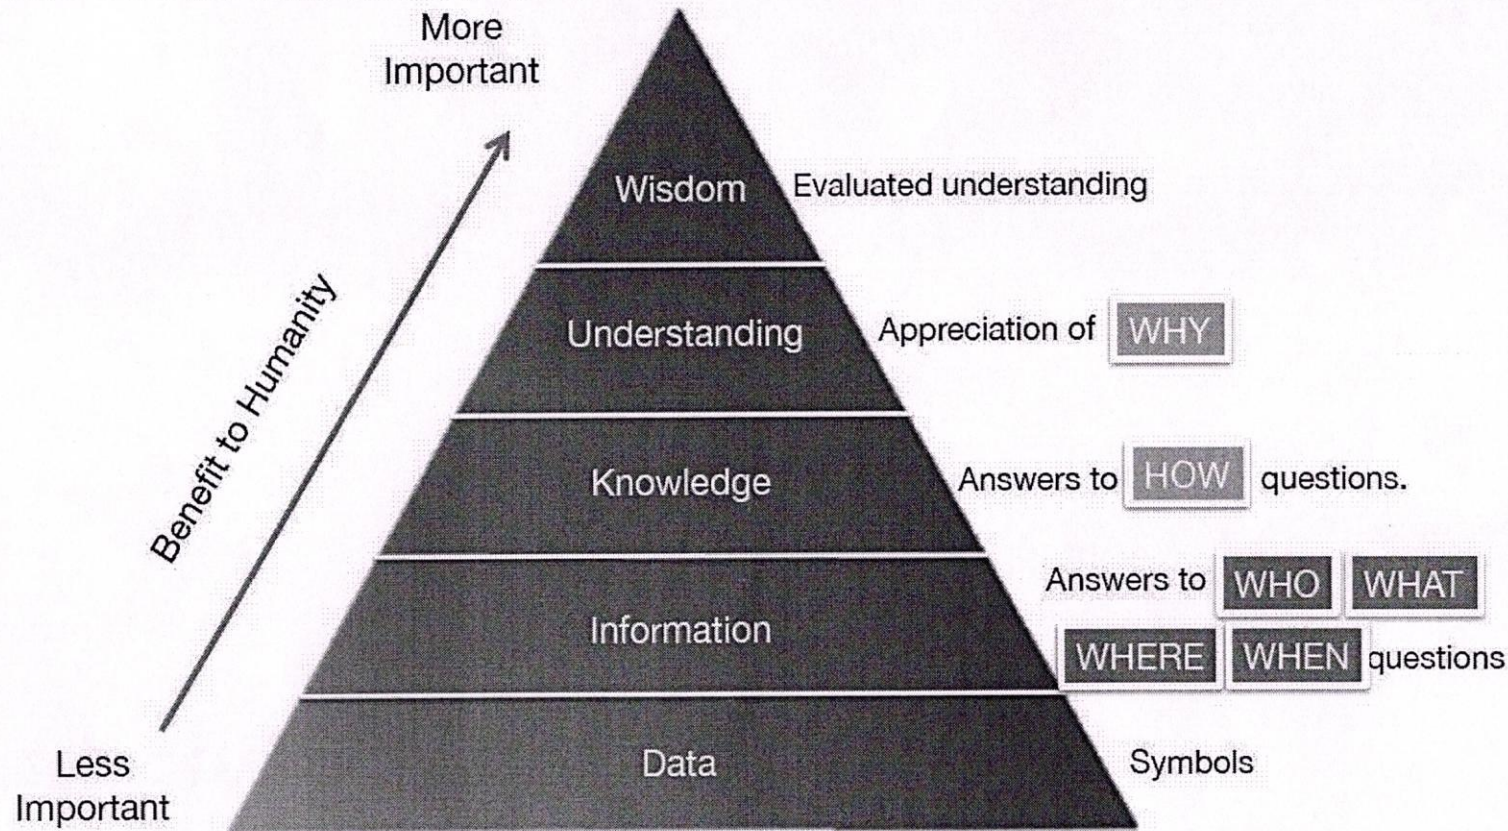 More
Important
Benefit to Humanity
Less
Important
Wisdom
Evaluated understanding
Understanding
Appreciation of WHY
Knowledge
Answers to HOW questions.
Information
Answers to WHO WHAT
WHERE WHEN questions
Data
Symbols